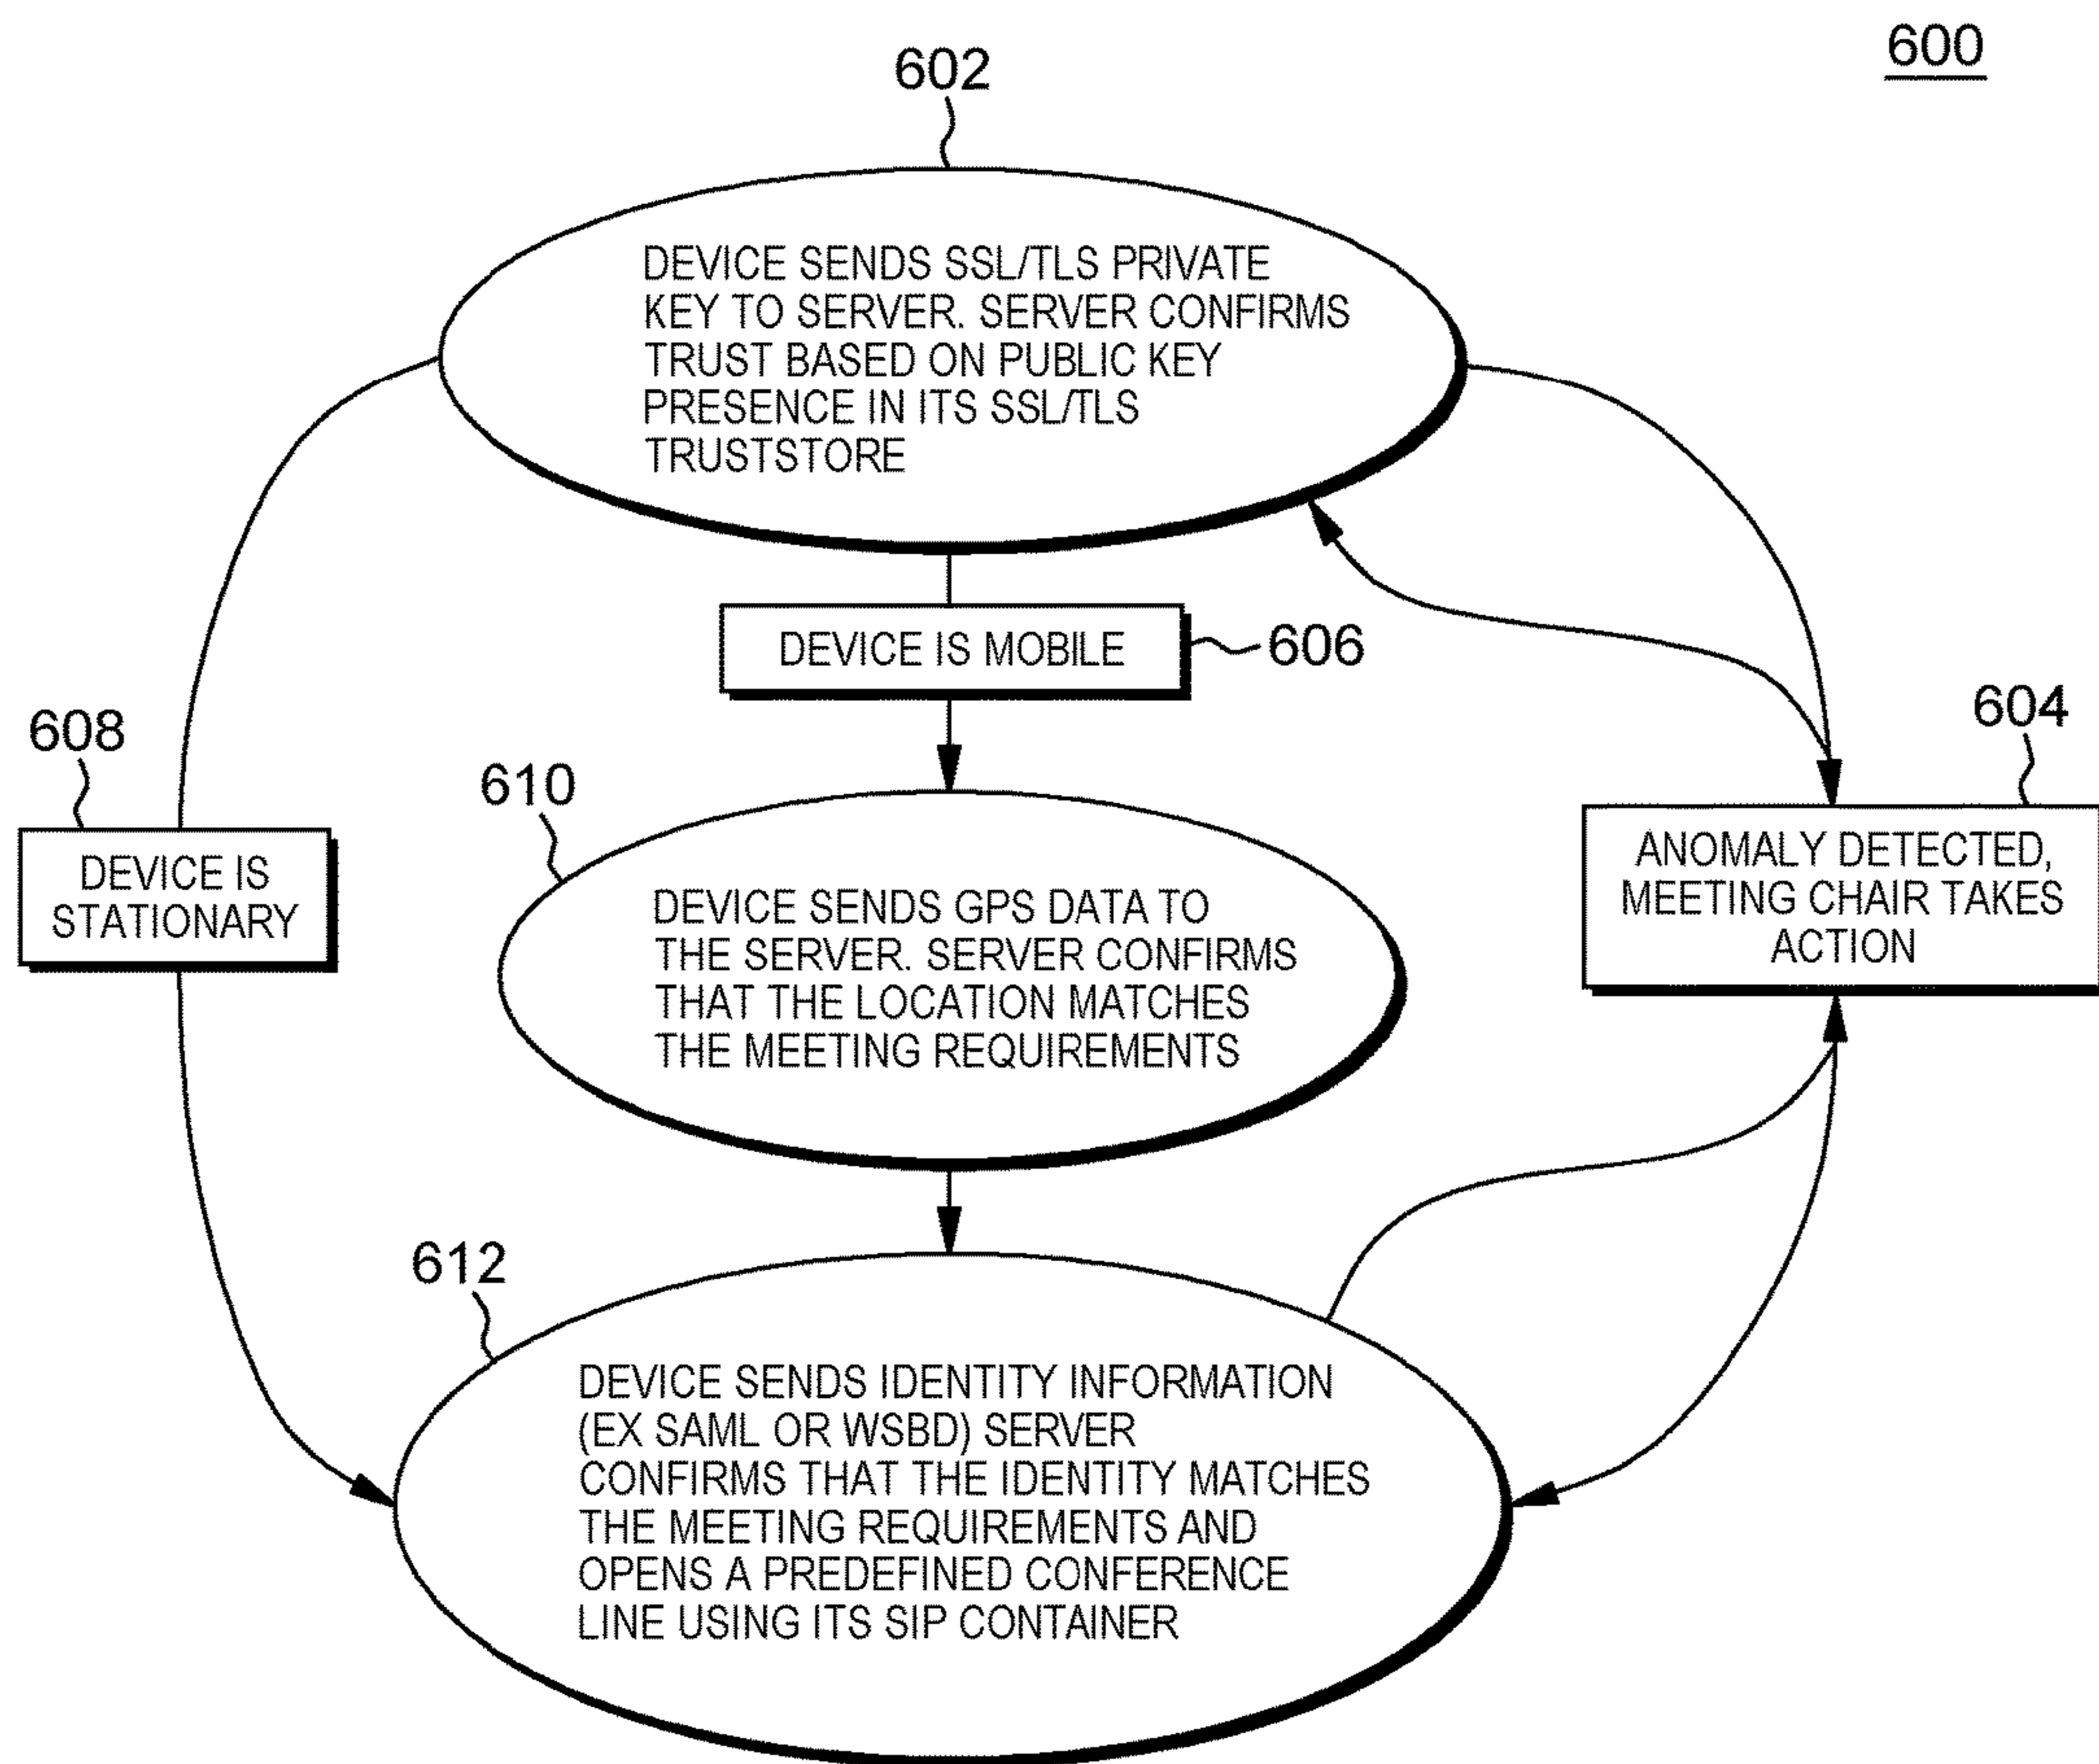 600
602
DEVICE SENDS SSL/TLS PRIVATE
KEY TO SERVER. SERVER CONFIRMS
TRUST BASED ON PUBLIC KEY
PRESENCE IN ITS SSL/TLS
TRUSTSTORE
DEVICE IS MOBILE
606
604
608
610
ANOMALY DETECTED,
MEETING CHAIR TAKES
ACTION
DEVICE IS
STATIONARY
DEVICE SENDS GPS DATA TO
THE SERVER. SERVER CONFIRMS
THAT THE LOCATION MATCHES
THE MEETING REQUIREMENTS
612
DEVICE SENDS IDENTITY INFORMATION
(EX SAML OR WSBD) SERVER
CONFIRMS THAT THE IDENTITY MATCHES
THE MEETING REQUIREMENTS AND
OPENS A PREDEFINED CONFERENCE
LINE USING ITS SIP CONTAINER